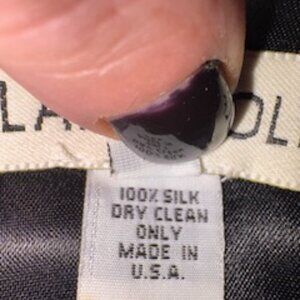 100% SILK
DRY CLEAN
ONLY
MADE IN
U.S.A.